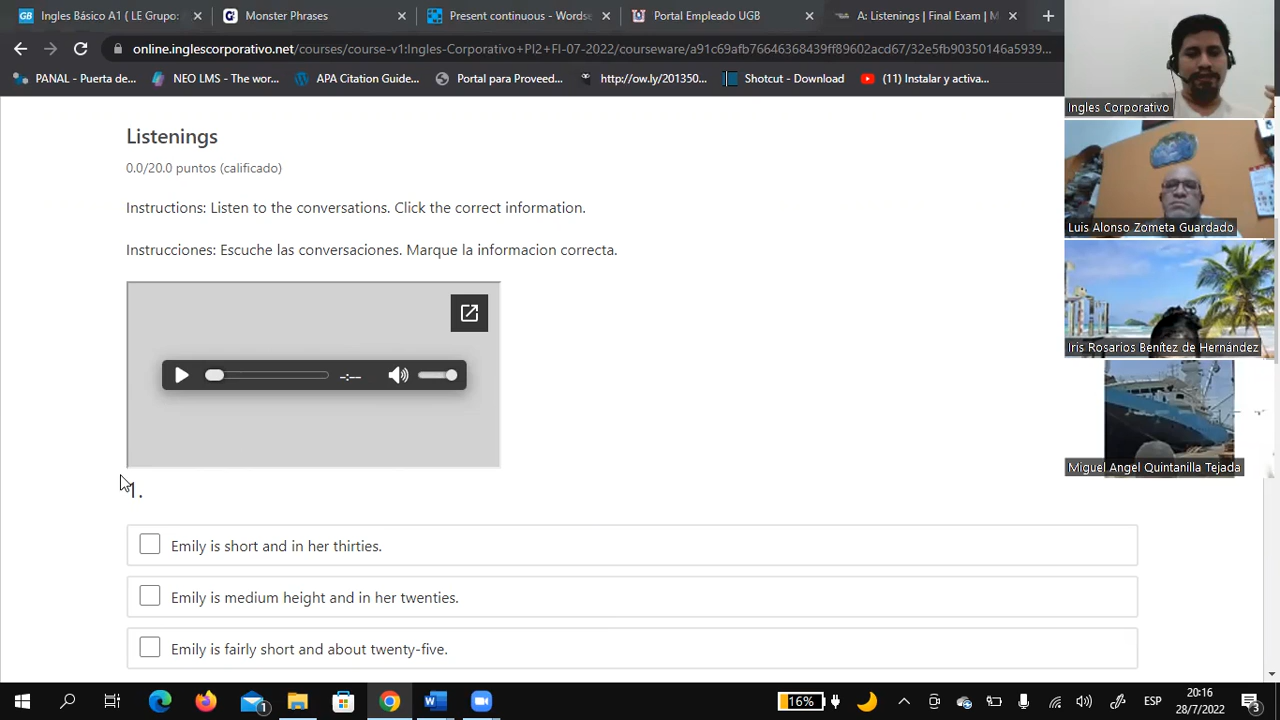 Ingles Básico A1 ( LE Grupo:
Monster Phrases
Present continuous - Words
Portal Empleado UGB
A: Listenings | Final Exam | M
online.inglescorporativo.net/courses/course-v1:Ingles-Corporativo+PI2+FI-07-2022/courseware/a91c69afb76646368439ff89602acd67/32e5fb90350146a5939...
PANAL - Puerta de...
NEO LMS - The wor...
APA Citation Guide...
Portal para Proveed...
http://ow.ly/201350...
Shotcut - Download
(11) Instalar y activa...
Ingles Corporativo
Luis Alonso Zometa Guardado
Iris Rosarios Benítez de Hernández
Miguel Angel Quintanilla Tejada
Listenings
0.0/20.0 puntos (calificado)
Instructions: Listen to the conversations. Click the correct information.
Instrucciones: Escuche las conversaciones. Marque la informacion correcta.
-:--
1.
Emily is short and in her thirties.
Emily is medium height and in her twenties.
Emily is fairly short and about twenty-five.
1
16%
ESP
20:16
28/7/2022
3